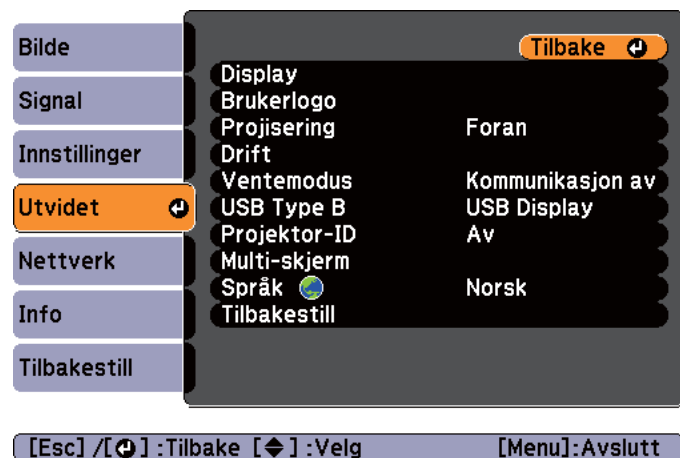 Bilde
Signal
Innstillinger
Utvidet
Nettverk
Info
Tilbakestill
Tilbake
Display
Brukerlogo
Projisering Foran
Drift
Ventemodus Kommunikasjon av
USB Type B USB Display
Projektor-ID Av
Multi-skjerm
Språk Norsk
Tilbakestill
[Esc] /[⏎] :Tilbake [◆] :Velg [Menu]:Avslutt